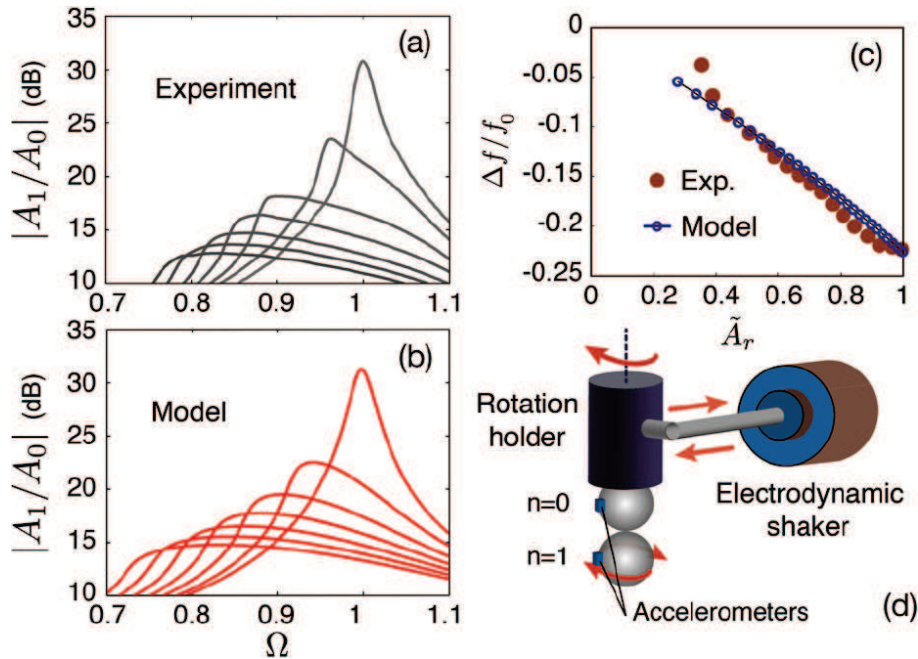 35
30
25
20
15
10
|A₁/A₀| (dB)
(a)
Experiment
0.7 0.8 0.9 1 1.1
35
30
25
20
15
10
|A₁/A₀| (dB)
(b)
Model
0.7 0.8 0.9 1 1.1
Ω
-0
-0.05
-0.1
-0.15
-0.2
-0.25
Δf/f₀
(c)
Exp.
Model
0 0.2 0.4 0.6 0.8 1
Ãᵣ
Rotation
holder
n=0
n=1
Electrodynamic
shaker
Accelerometers
(d)